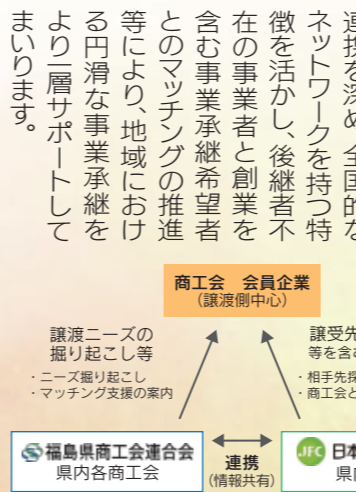 連携を深め、全国的な
ネットワークを持つ特
徴を活かし、後継者不
在の事業者と創業を
含む事業承継希望者
とのマッチングの推進
等により、地域におけ
る円滑な事業承継を
より一層サポートして
まいります。
商工会 会員企業
(譲渡側中心)
譲渡ニーズの
掘り起こし等
・ニーズ掘り起こし
・マッチング支援の案内
譲受先
等を含む
・相手先探
・商工会と
福島県商工会連合会
県内各商工会
連携
(情報共有)
JFC 日本
県内